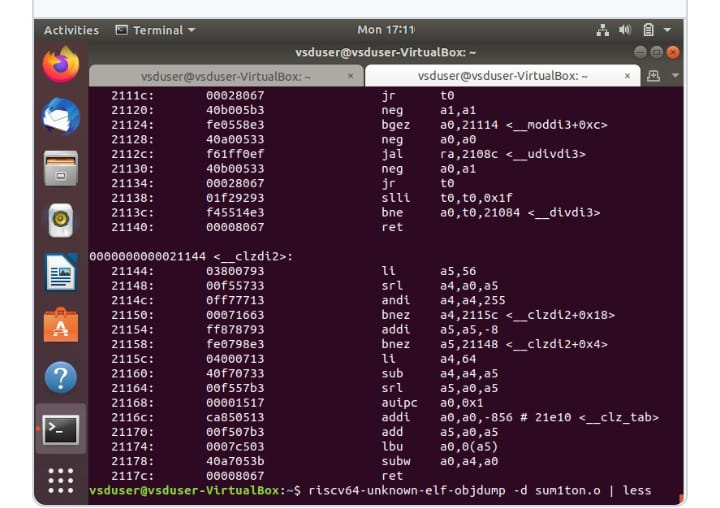 Activities Terminal Mon 17:11
vsduser@vsduser-VirtualBox: ~
vsduser@vsduser-VirtualBox: ~ × vsduser@vsduser-VirtualBox: ~ ×
2111c: 00028067 jr t0
21120: 40b005b3 neg a1,a1
21124: fe0558e3 bgez a0,21114 <__moddi3+0xc>
21128: 40a00533 neg a0,a0
2112c: f61ff0ef jal ra,2108c <__udivdi3>
21130: 40b00533 neg a0,a1
21134: 00028067 jr t0
21138: 01f29293 slli t0,t0,0x1f
2113c: f45514e3 bne a0,t0,21084 <__divdi3>
21140: 00008067 ret
0000000000021144 <__clzdi2>:
21144: 03800793 li a5,56
21148: 00f55733 srl a4,a0,a5
2114c: 0ff77713 andi a4,a4,255
21150: 00071663 bnez a4,2115c <__clzdi2+0x18>
21154: ff878793 addi a5,a5,-8
21158: fe0798e3 bnez a5,21148 <__clzdi2+0x4>
2115c: 04000713 li a4,64
21160: 40f70733 sub a4,a4,a5
21164: 00f557b3 srl a5,a0,a5
21168: 00001517 auipc a0,0x1
2116c: ca850513 addi a0,a0,-856 # 21e10 <__clz_tab>
21170: 00f507b3 add a5,a0,a5
21174: 0007c503 lbu a0,0(a5)
21178: 40a7053b subw a0,a4,a0
2117c: 00008067 ret
vsduser@vsduser-VirtualBox:~$ riscv64-unknown-elf-objdump -d sum1ton.o | less